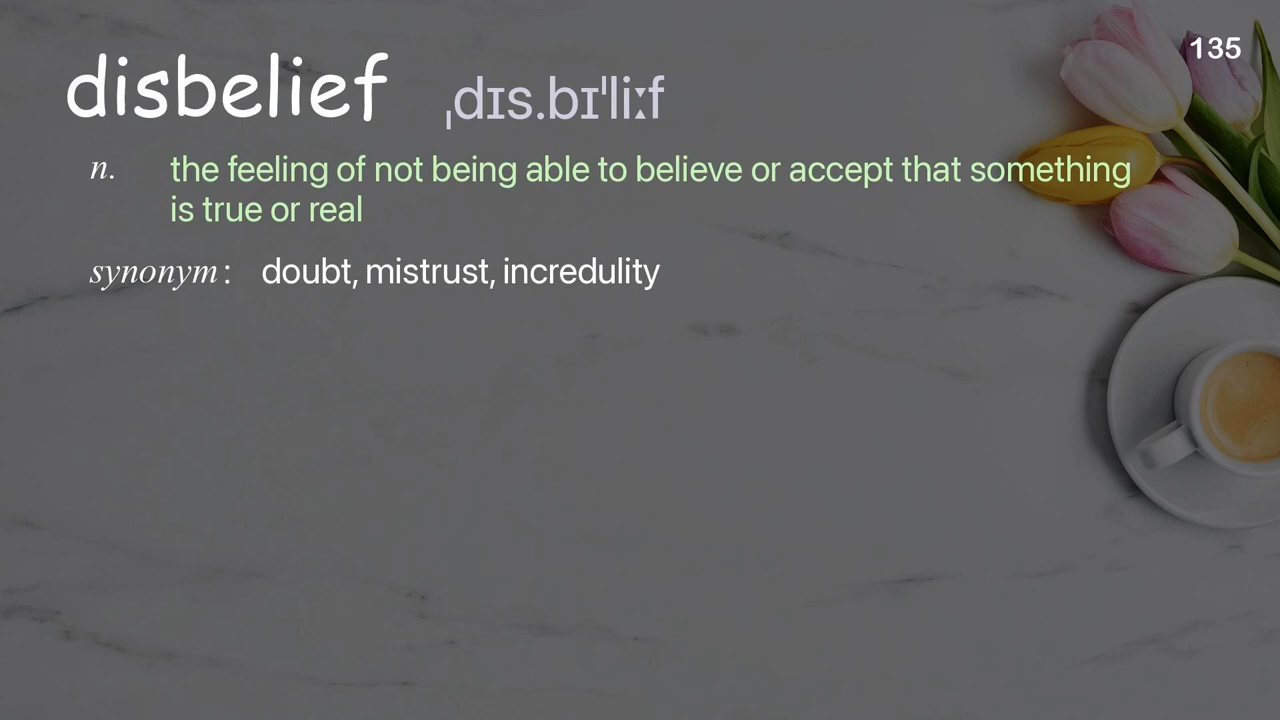 135
disbelief ˌdɪs.bɪˈliːf
n. the feeling of not being able to believe or accept that something
is true or real
synonym: doubt, mistrust, incredulity